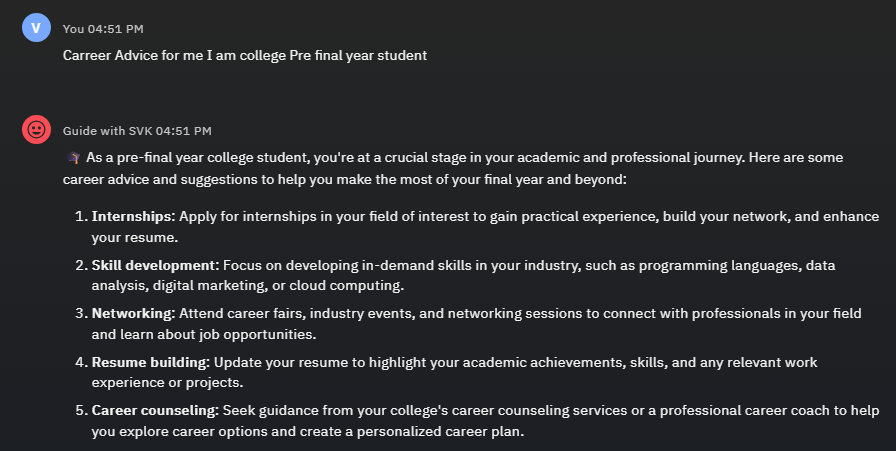 V
You 04:51 PM
Carreer Advice for me I am college Pre final year student
Guide with SVK 04:51 PM
🎓 As a pre-final year college student, you're at a crucial stage in your academic and professional journey. Here are some
career advice and suggestions to help you make the most of your final year and beyond:
1. Internships: Apply for internships in your field of interest to gain practical experience, build your network, and enhance
your resume.
2. Skill development: Focus on developing in-demand skills in your industry, such as programming languages, data
analysis, digital marketing, or cloud computing.
3. Networking: Attend career fairs, industry events, and networking sessions to connect with professionals in your field
and learn about job opportunities.
4. Resume building: Update your resume to highlight your academic achievements, skills, and any relevant work
experience or projects.
5. Career counseling: Seek guidance from your college's career counseling services or a professional career coach to help
you explore career options and create a personalized career plan.